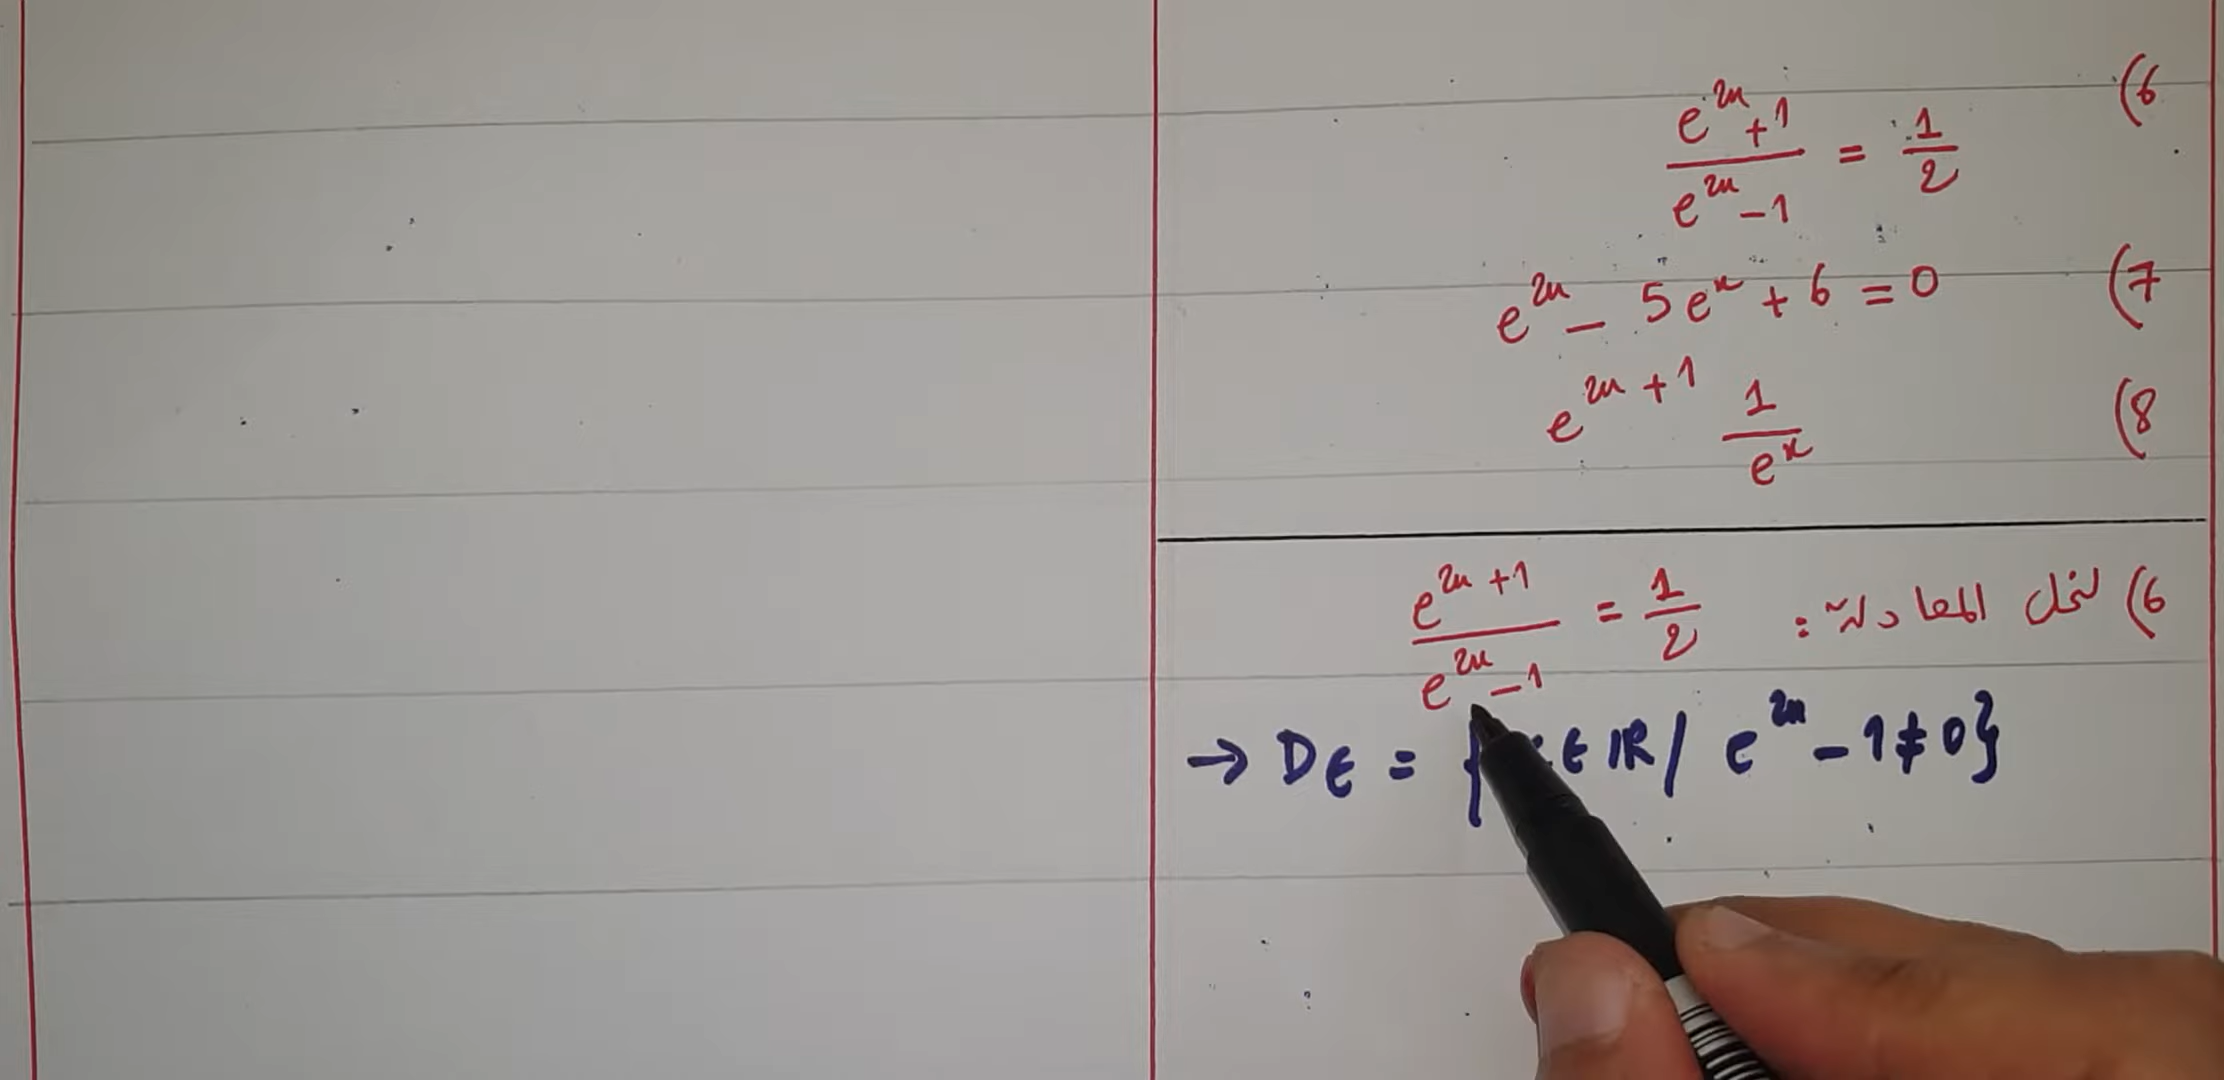 6) (e^2x + 1)/(e^2x - 1) = 1/2
7) e^2x - 5e^x + 6 = 0
8) e^(2x + 1) 1/e^x
6) لنحل المعادلة : (e^2x + 1)/(e^2x - 1) = 1/2
→ DE = { ∈ IR / e^2x - 1 ≠ 0}